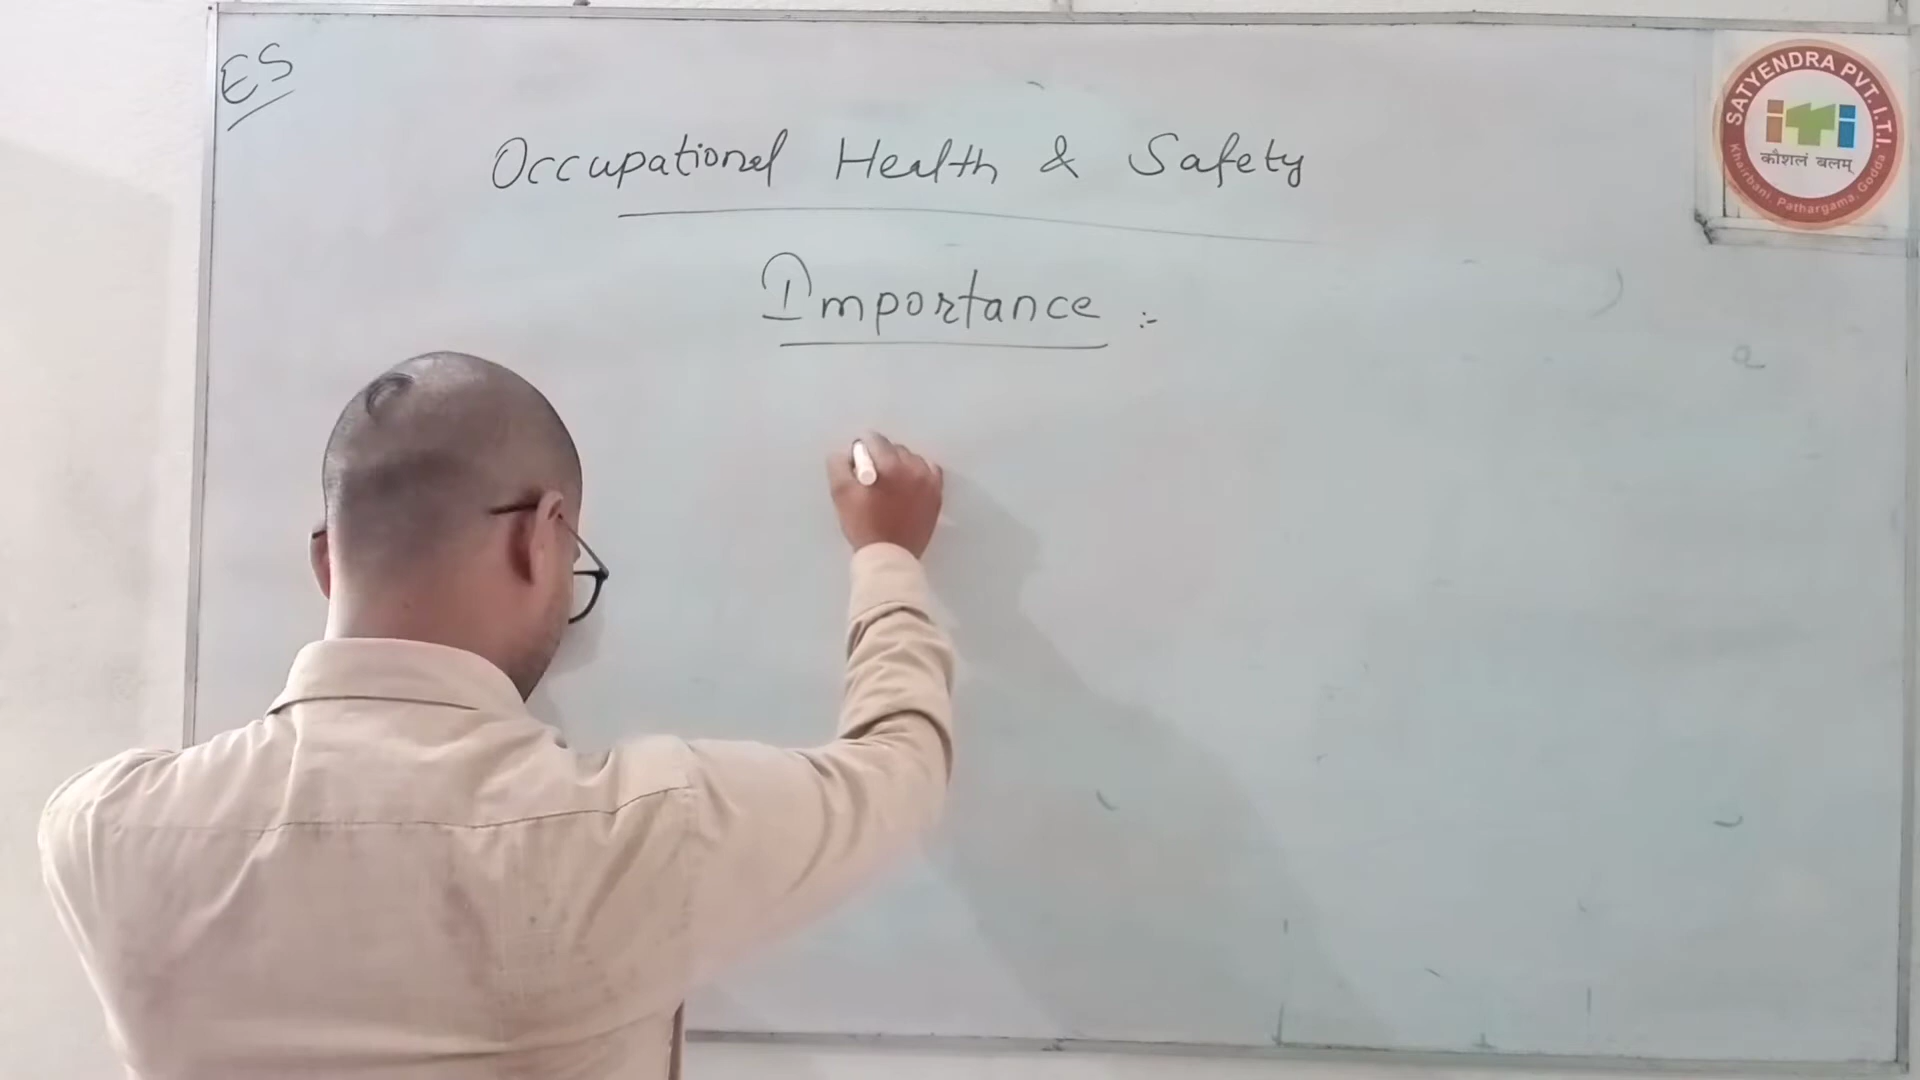 ES
Occupational Health & Safety
Importance :-
SATYENDRA PVT. I.T.I.
iTi
कौशलं बलम्
Khairbani, Pathargama, Godda